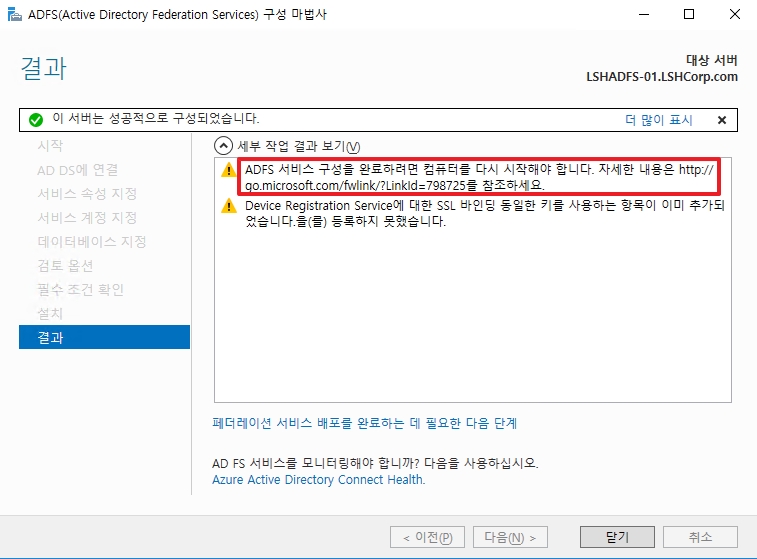 ADFS(Active Directory Federation Services) 구성 마법사
결과
대상 서버
LSHADFS-01.LSHCorp.com
이 서버는 성공적으로 구성되었습니다.
더 많이 표시
시작
AD DS에 연결
서비스 속성 지정
서비스 계정 지정
데이터베이스 지정
검토 옵션
필수 조건 확인
설치
결과
세부 작업 결과 보기(V)
ADFS 서비스 구성을 완료하려면 컴퓨터를 다시 시작해야 합니다. 자세한 내용은 http://
go.microsoft.com/fwlink/?LinkId=798725를 참조하세요.
Device Registration Service에 대한 SSL 바인딩 동일한 키를 사용하는 항목이 이미 추가되
었습니다.을(를) 등록하지 못했습니다.
페더레이션 서비스 배포를 완료하는 데 필요한 다음 단계
AD FS 서비스를 모니터링해야 합니까? 다음을 사용하십시오.
Azure Active Directory Connect Health.
< 이전(P)
다음(N) >
닫기
취소